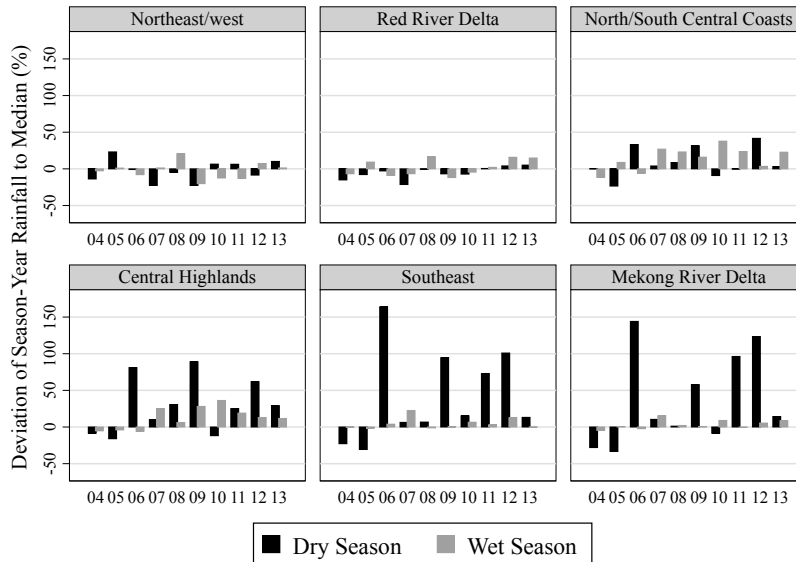 Deviation of Season-Year Rainfall to Median (%)
Northeast/west
Red River Delta
North/South Central Coasts
150
100
50
0
-50
04 05 06 07 08 09 10 11 12 13
04 05 06 07 08 09 10 11 12 13
04 05 06 07 08 09 10 11 12 13
Central Highlands
Southeast
Mekong River Delta
150
100
50
0
-50
04 05 06 07 08 09 10 11 12 13
04 05 06 07 08 09 10 11 12 13
04 05 06 07 08 09 10 11 12 13
Dry Season
Wet Season